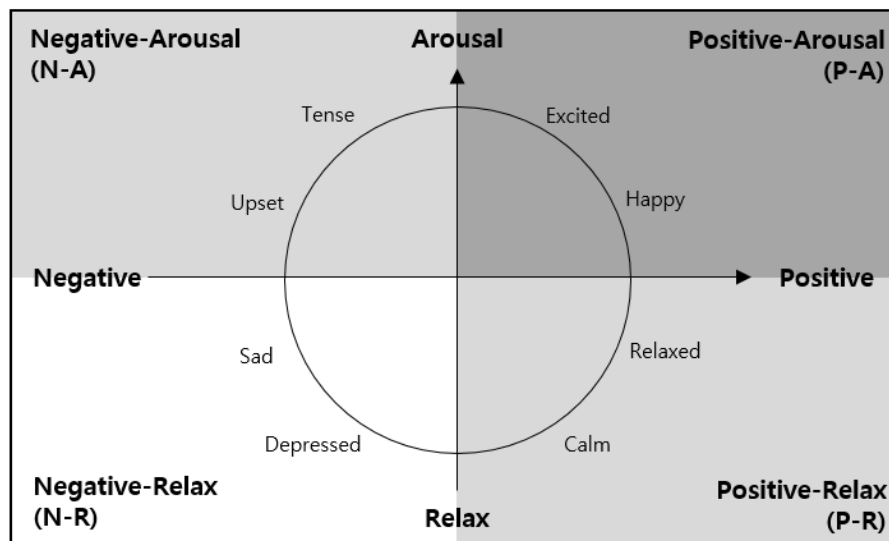 Negative-Arousal
(N-A)
Arousal
Positive-Arousal
(P-A)
Tense
Excited
Upset
Happy
Negative
Positive
Sad
Relaxed
Depressed
Calm
Negative-Relax
(N-R)
Relax
Positive-Relax
(P-R)